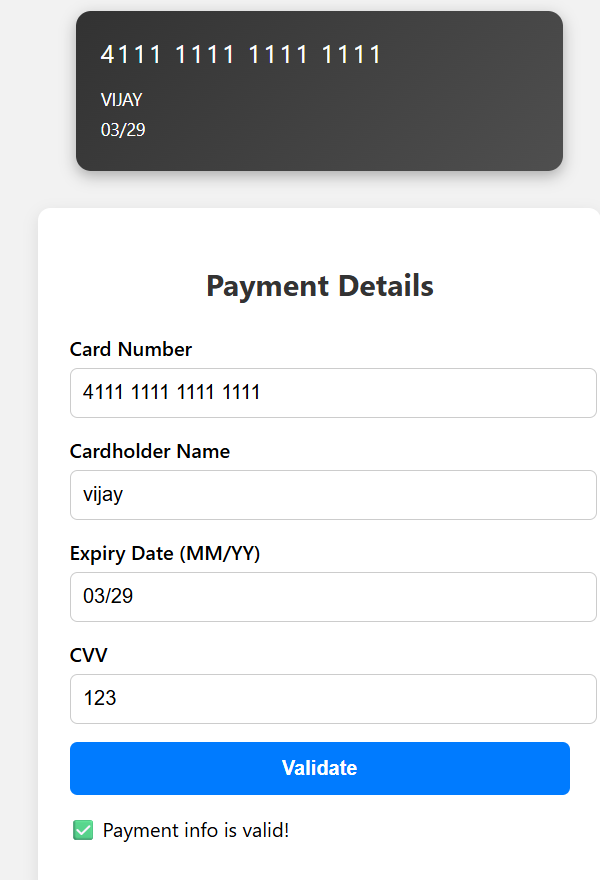 4111 1111 1111 1111
VIJAY
03/29
Payment Details
Card Number
4111 1111 1111 1111
Cardholder Name
vijay
Expiry Date (MM/YY)
03/29
CVV
123
Validate
✅ Payment info is valid!